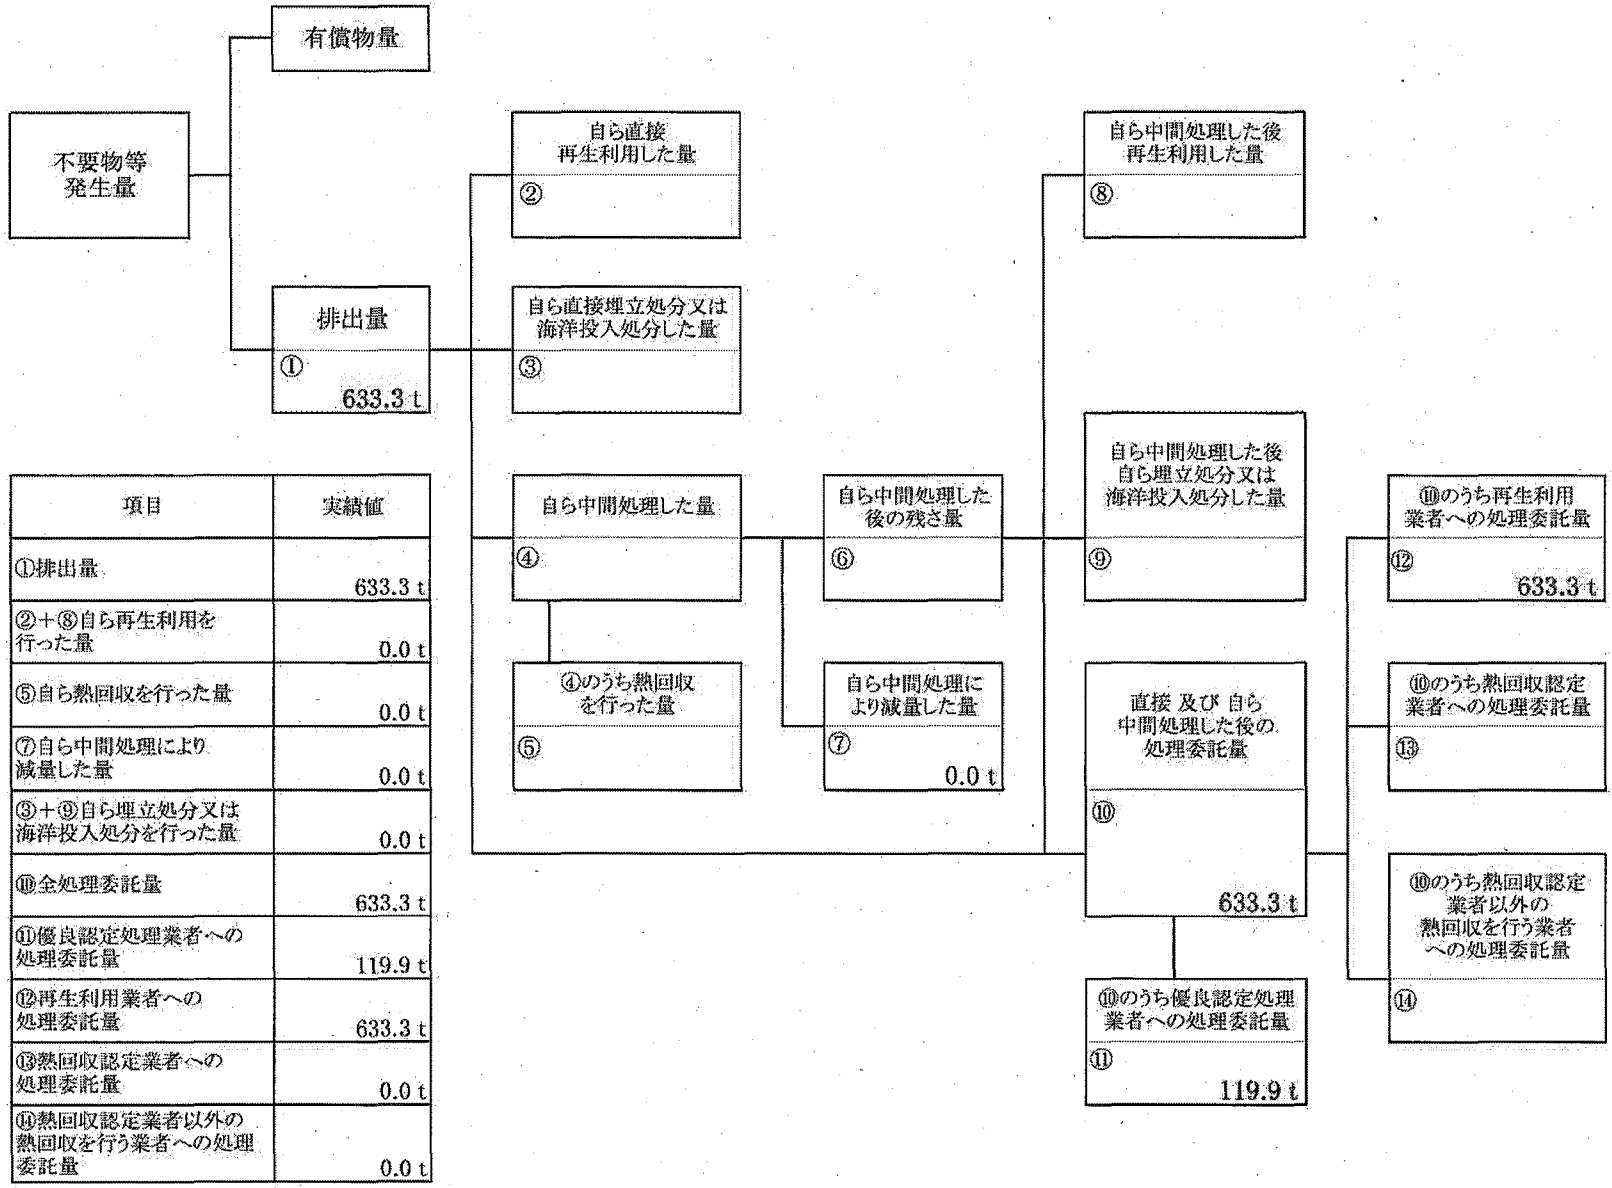 有償物量
不要物等
発生量
排出量
①
633.3 t
自ら直接
再生利用した量
②
自ら直接埋立処分又は
海洋投入処分した量
③
自ら中間処理した量
④
④のうち熱回収
を行った量
⑤
自ら中間処理した
後の残さ量
⑥
自ら中間処理に
より減量した量
⑦
0.0 t
自ら中間処理した後
再生利用した量
⑧
自ら中間処理した後
自ら埋立処分又は
海洋投入処分した量
⑨
直接 及び 自ら
中間処理した後の
処理委託量
⑩
633.3 t
⑩のうち優良認定処理
業者への処理委託量
⑪
119.9 t
⑩のうち再生利用
業者への処理委託量
⑫
633.3 t
⑩のうち熱回収認定
業者への処理委託量
⑬
⑩のうち熱回収認定
業者以外の
熱回収を行う業者
への処理委託量
⑭
項目 実績値
①排出量
633.3 t
②+⑧自ら再生利用を
行った量
0.0 t
⑤自ら熱回収を行った量
0.0 t
⑦自ら中間処理により
減量した量
0.0 t
③+⑨自ら埋立処分又は
海洋投入処分を行った量
0.0 t
⑩全処理委託量
633.3 t
⑪優良認定処理業者への
処理委託量
119.9 t
⑫再生利用業者への
処理委託量
633.3 t
⑬熱回収認定業者への
処理委託量
0.0 t
⑭熱回収認定業者以外の
熱回収を行う業者への処理
委託量
0.0 t